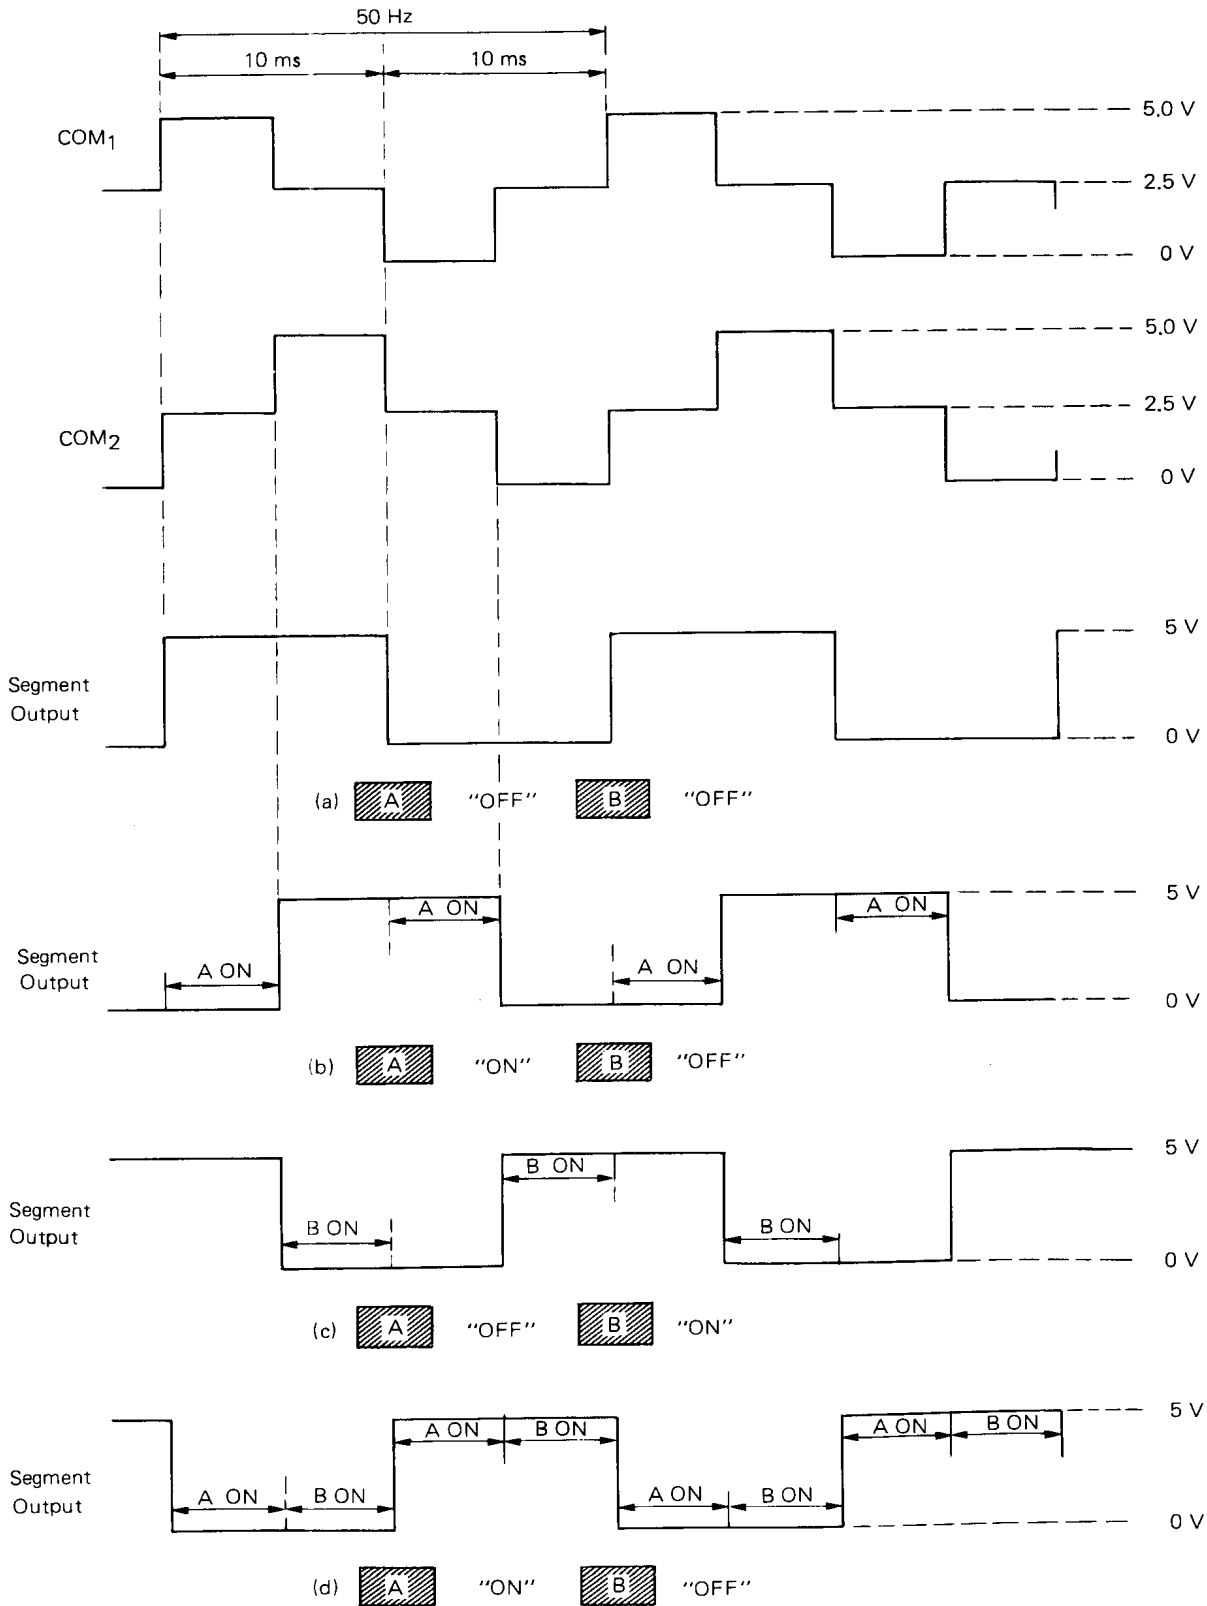 50 Hz
10 ms 10 ms
COM1
5.0 V
2.5 V
0 V
COM2
5.0 V
2.5 V
0 V
Segment
Output
5 V
0 V
(a) A "OFF" B "OFF"
Segment
Output
A ON
A ON
A ON
A ON
5 V
0 V
(b) A "ON" B "OFF"
Segment
Output
B ON
B ON
B ON
5 V
0 V
(c) A "OFF" B "ON"
Segment
Output
A ON B ON
A ON B ON
A ON B ON
A ON B ON
5 V
0 V
(d) A "ON" B "OFF"